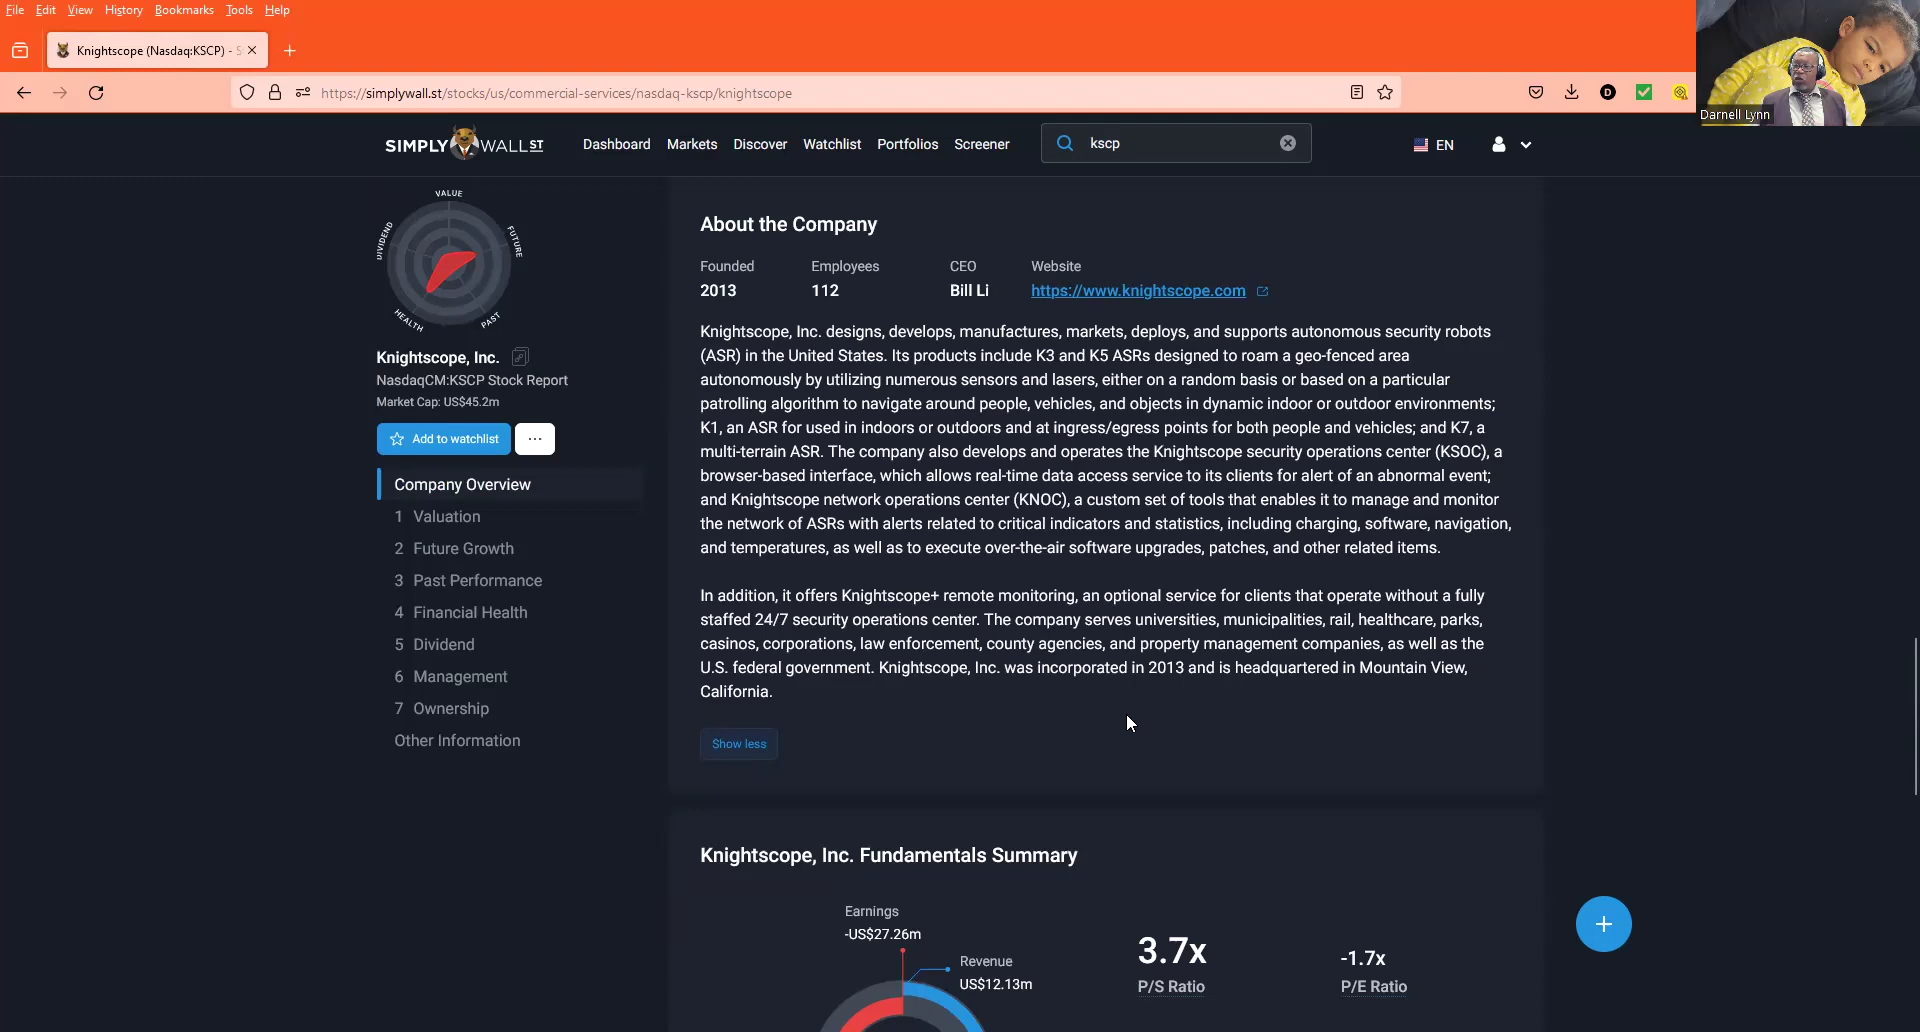 File Edit View History Bookmarks Tools Help
Knightscope (Nasdaq:KSCP) - S
https://simplywall.st/stocks/us/commercial-services/nasdaq-kscp/knightscope
D
Darnell Lynn
SIMPLY WALL ST
Dashboard Markets Discover Watchlist Portfolios Screener
kscp
EN
VALUE
FUTURE
PAST
HEALTH
DIVIDEND
Knightscope, Inc.
NasdaqCM:KSCP Stock Report
Market Cap: US$45.2m
Add to watchlist
Company Overview
1 Valuation
2 Future Growth
3 Past Performance
4 Financial Health
5 Dividend
6 Management
7 Ownership
Other Information
About the Company
Founded Employees CEO Website
2013 112 Bill Li https://www.knightscope.com
Knightscope, Inc. designs, develops, manufactures, markets, deploys, and supports autonomous security robots
(ASR) in the United States. Its products include K3 and K5 ASRs designed to roam a geo-fenced area
autonomously by utilizing numerous sensors and lasers, either on a random basis or based on a particular
patrolling algorithm to navigate around people, vehicles, and objects in dynamic indoor or outdoor environments;
K1, an ASR for used in indoors or outdoors and at ingress/egress points for both people and vehicles; and K7, a
multi-terrain ASR. The company also develops and operates the Knightscope security operations center (KSOC), a
browser-based interface, which allows real-time data access service to its clients for alert of an abnormal event;
and Knightscope network operations center (KNOC), a custom set of tools that enables it to manage and monitor
the network of ASRs with alerts related to critical indicators and statistics, including charging, software, navigation,
and temperatures, as well as to execute over-the-air software upgrades, patches, and other related items.
In addition, it offers Knightscope+ remote monitoring, an optional service for clients that operate without a fully
staffed 24/7 security operations center. The company serves universities, municipalities, rail, healthcare, parks,
casinos, corporations, law enforcement, county agencies, and property management companies, as well as the
U.S. federal government. Knightscope, Inc. was incorporated in 2013 and is headquartered in Mountain View,
California.
Show less
Knightscope, Inc. Fundamentals Summary
Earnings
-US$27.26m
Revenue
US$12.13m
3.7x
P/S Ratio
-1.7x
P/E Ratio